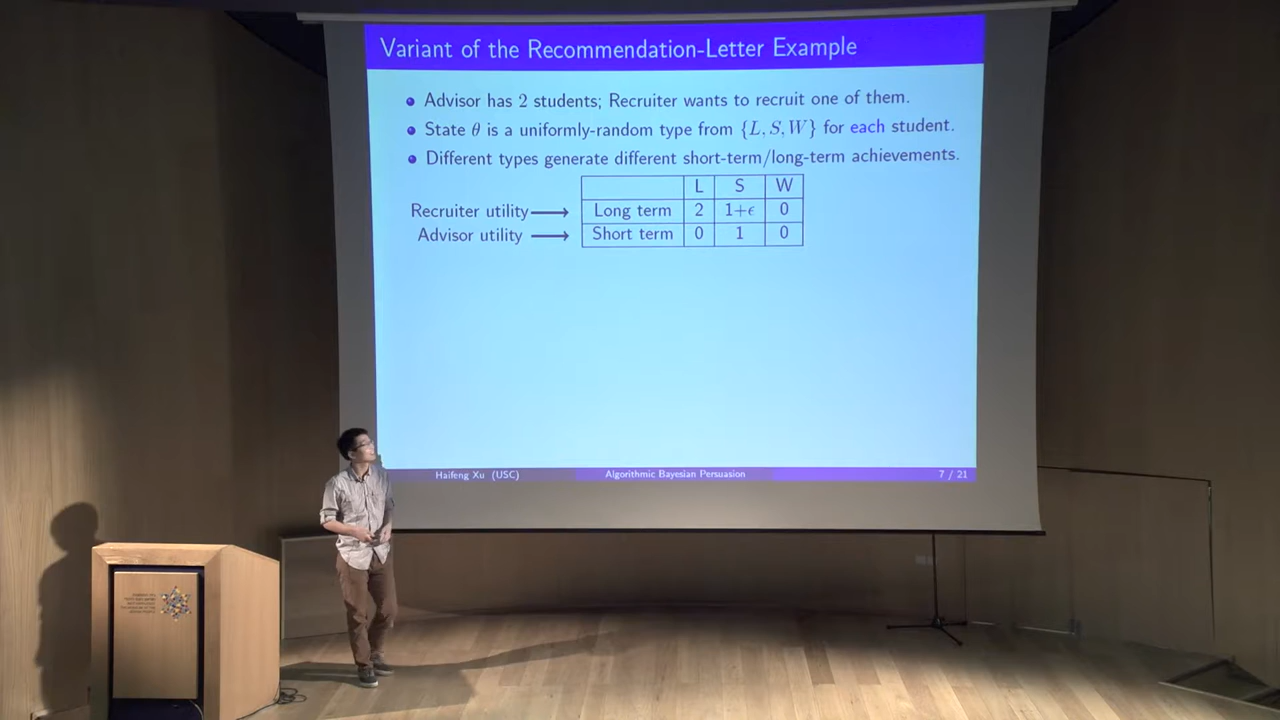 Variant of the Recommendation-Letter Example
Advisor has 2 students; Recruiter wants to recruit one of them.
State θ is a uniformly-random type from {L, S, W} for each student.
Different types generate different short-term/long-term achievements.
L S W
Recruiter utility Long term 2 1+ϵ 0
Advisor utility Short term 0 1 0
Haifeng Xu (USC) Algorithmic Bayesian Persuasion 7 / 21